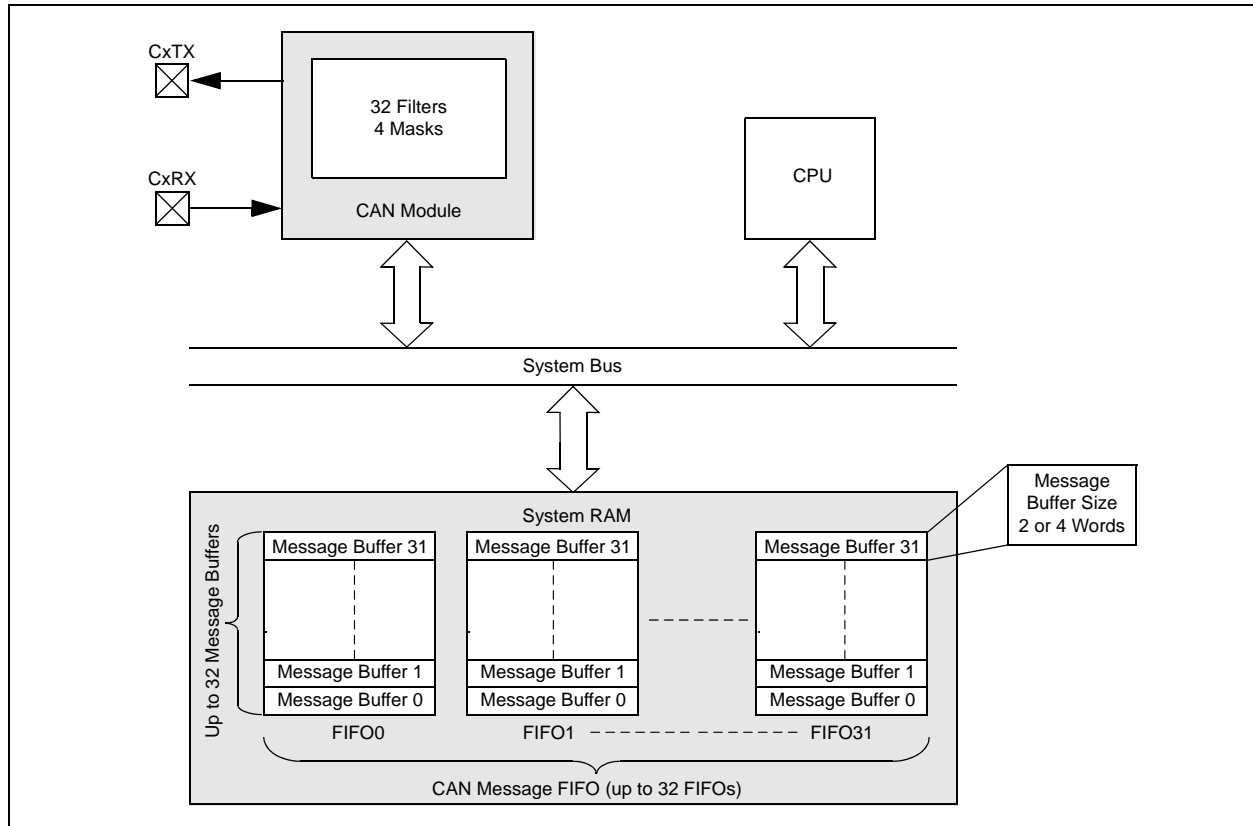 CxTX
32 Filters
4 Masks
CxRX
CAN Module
CPU
System Bus
System RAM
Message
Buffer Size
2 or 4 Words
Up to 32 Message Buffers
Message Buffer 31
Message Buffer 31
Message Buffer 31
Message Buffer 1
Message Buffer 1
Message Buffer 1
Message Buffer 0
Message Buffer 0
Message Buffer 0
FIFO0
FIFO1
FIFO31
CAN Message FIFO (up to 32 FIFOs)